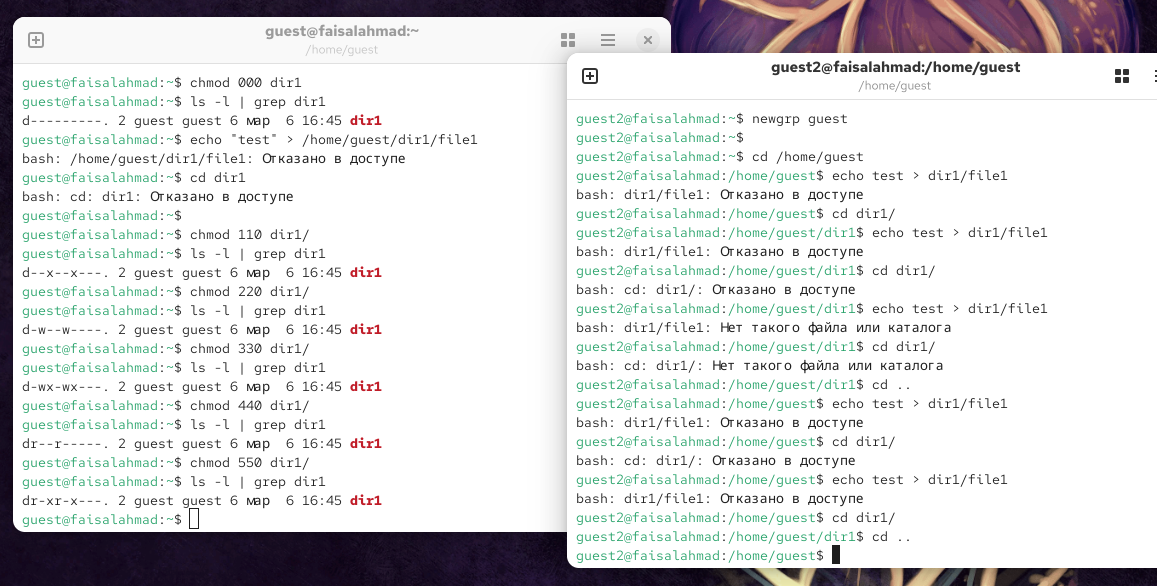 guest@faisalahmad:~
/home/guest
guest@faisalahmad:~$ chmod 000 dir1
guest@faisalahmad:~$ ls -l | grep dir1
d---------. 2 guest guest 6 мар  6 16:45 dir1
guest@faisalahmad:~$ echo "test" > /home/guest/dir1/file1
bash: /home/guest/dir1/file1: Отказано в доступе
guest@faisalahmad:~$ cd dir1
bash: cd: dir1: Отказано в доступе
guest@faisalahmad:~$
guest@faisalahmad:~$ chmod 110 dir1/
guest@faisalahmad:~$ ls -l | grep dir1
d--x--x---. 2 guest guest 6 мар  6 16:45 dir1
guest@faisalahmad:~$ chmod 220 dir1/
guest@faisalahmad:~$ ls -l | grep dir1
d-w--w----. 2 guest guest 6 мар  6 16:45 dir1
guest@faisalahmad:~$ chmod 330 dir1/
guest@faisalahmad:~$ ls -l | grep dir1
d-wx-wx---. 2 guest guest 6 мар  6 16:45 dir1
guest@faisalahmad:~$ chmod 440 dir1/
guest@faisalahmad:~$ ls -l | grep dir1
dr--r-----. 2 guest guest 6 мар  6 16:45 dir1
guest@faisalahmad:~$ chmod 550 dir1/
guest@faisalahmad:~$ ls -l | grep dir1
dr-xr-x---. 2 guest guest 6 мар  6 16:45 dir1
guest@faisalahmad:~$
guest2@faisalahmad:/home/guest
/home/guest
guest2@faisalahmad:~$ newgrp guest
guest2@faisalahmad:~$
guest2@faisalahmad:~$ cd /home/guest
guest2@faisalahmad:/home/guest$ echo test > dir1/file1
bash: dir1/file1: Отказано в доступе
guest2@faisalahmad:/home/guest$ cd dir1/
guest2@faisalahmad:/home/guest/dir1$ echo test > dir1/file1
bash: dir1/file1: Отказано в доступе
guest2@faisalahmad:/home/guest/dir1$ cd dir1/
bash: cd: dir1/: Отказано в доступе
guest2@faisalahmad:/home/guest/dir1$ echo test > dir1/file1
bash: dir1/file1: Нет такого файла или каталога
guest2@faisalahmad:/home/guest/dir1$ cd dir1/
bash: cd: dir1/: Нет такого файла или каталога
guest2@faisalahmad:/home/guest/dir1$ cd ..
guest2@faisalahmad:/home/guest$ echo test > dir1/file1
bash: dir1/file1: Отказано в доступе
guest2@faisalahmad:/home/guest$ cd dir1/
bash: cd: dir1/: Отказано в доступе
guest2@faisalahmad:/home/guest$ echo test > dir1/file1
bash: dir1/file1: Отказано в доступе
guest2@faisalahmad:/home/guest$ cd dir1/
guest2@faisalahmad:/home/guest/dir1$ cd ..
guest2@faisalahmad:/home/guest$